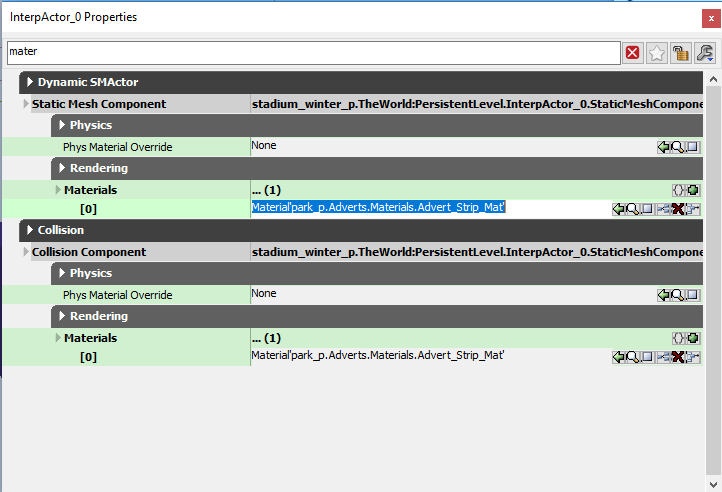 InterpActor_0 Properties
mater
Dynamic SMActor
Static Mesh Component stadium_winter_p.TheWorld:PersistentLevel.InterpActor_0.StaticMeshCompone
Physics
Phys Material Override None
Rendering
Materials ... (1)
[0] Material'park_p.Adverts.Materials.Advert_Strip_Mat'
Collision
Collision Component stadium_winter_p.TheWorld:PersistentLevel.InterpActor_0.StaticMeshCompone
Physics
Phys Material Override None
Rendering
Materials ... (1)
[0] Material'park_p.Adverts.Materials.Advert_Strip_Mat'